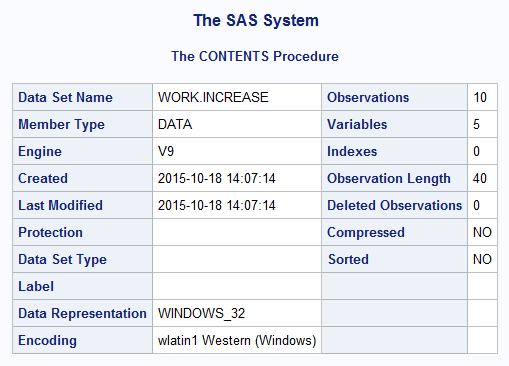 The SAS System
The CONTENTS Procedure
Data Set Name WORK.INCREASE Observations 10
Member Type DATA Variables 5
Engine V9 Indexes 0
Created 2015-10-18 14:07:14 Observation Length 40
Last Modified 2015-10-18 14:07:14 Deleted Observations 0
Protection Compressed NO
Data Set Type Sorted NO
Label
Data Representation WINDOWS_32
Encoding wlatin1 Western (Windows)